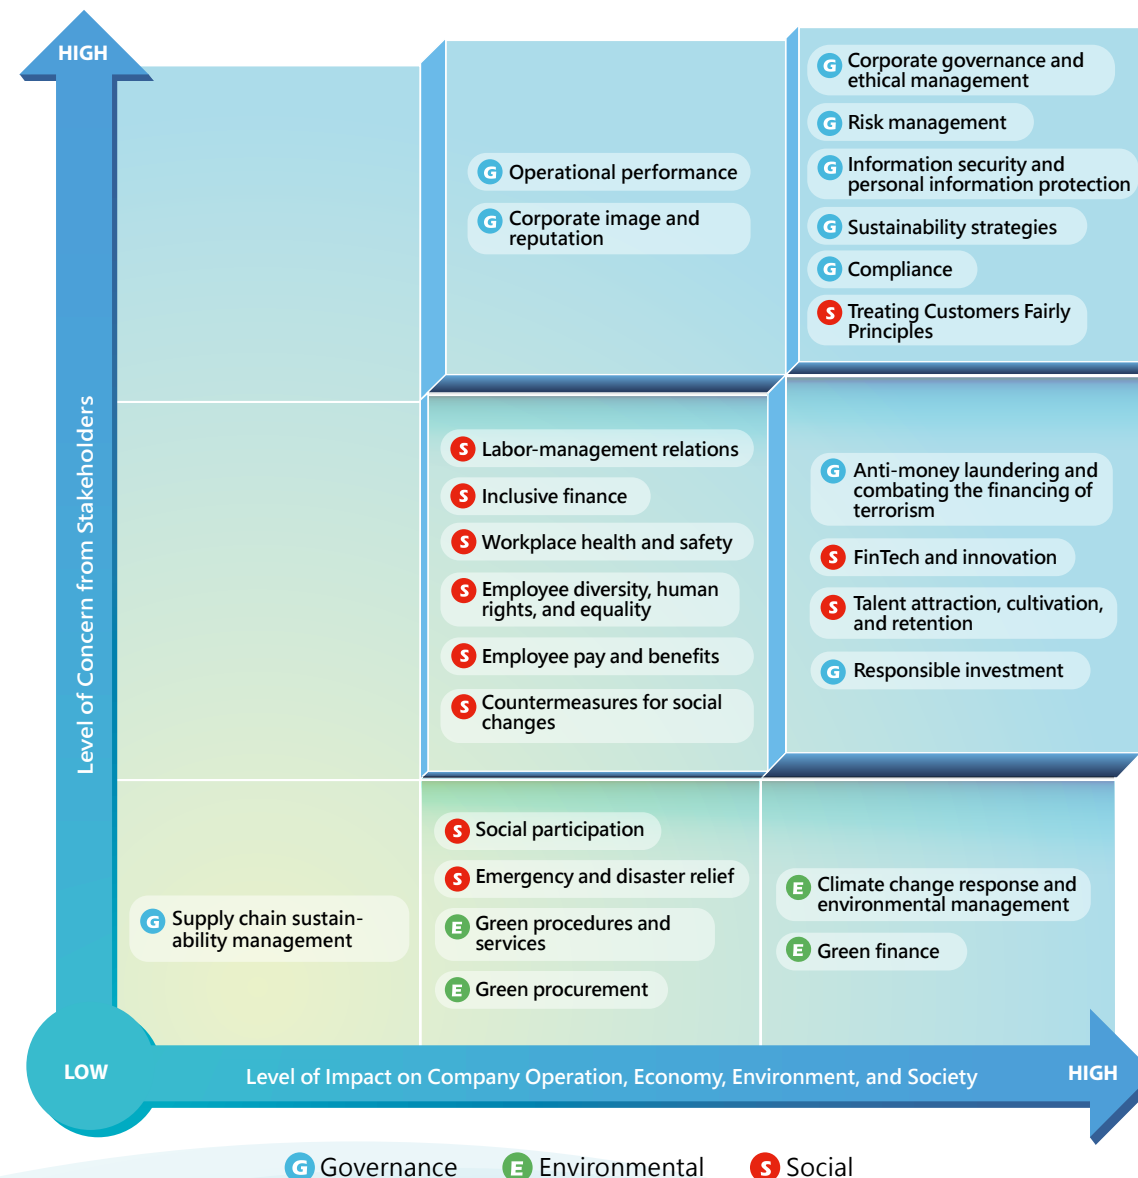 HIGH
G Corporate governance and
ethical management
G Risk management
G Information security and
personal information protection
G Sustainability strategies
G Compliance
S Treating Customers Fairly
Principles
G Operational performance
G Corporate image and
reputation
Level of Concern from Stakeholders
S Labor-management relations
S Inclusive finance
S Workplace health and safety
S Employee diversity, human
rights, and equality
S Employee pay and benefits
S Countermeasures for social
changes
G Anti-money laundering and
combating the financing of
terrorism
S FinTech and innovation
S Talent attraction, cultivation,
and retention
G Responsible investment
G Supply chain sustain-
ability management
S Social participation
S Emergency and disaster relief
E Green procedures and
services
E Green procurement
E Climate change response and
environmental management
E Green finance
LOW
Level of Impact on Company Operation, Economy, Environment, and Society
HIGH
G Governance
E Environmental
S Social